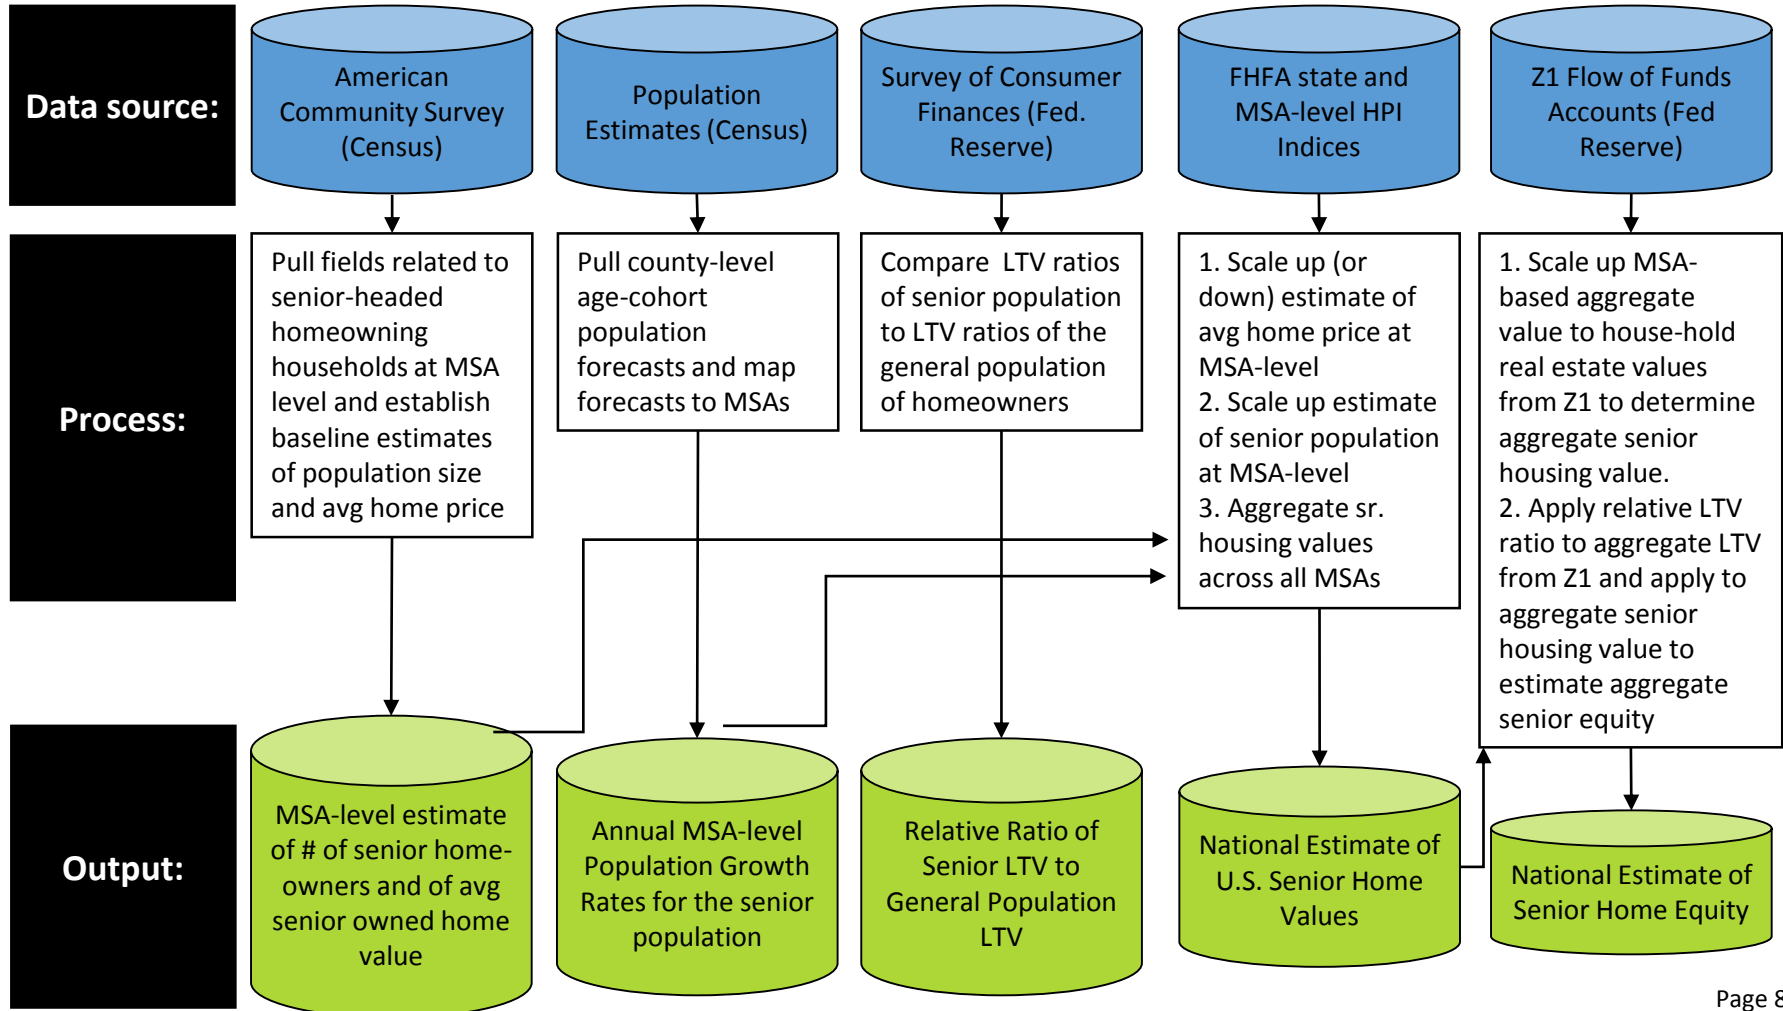 Data source:
American
Community Survey
(Census)
Population
Estimates (Census)
Survey of Consumer
Finances (Fed.
Reserve)
FHFA state and
MSA-level HPI
Indices
Z1 Flow of Funds
Accounts (Fed
Reserve)
Process:
Pull fields related to
senior-headed
homeowning
households at MSA
level and establish
baseline estimates
of population size
and avg home price
Pull county-level
age-cohort
population
forecasts and map
forecasts to MSAs
Compare LTV ratios
of senior population
to LTV ratios of the
general population
of homeowners
1. Scale up (or
down) estimate of
avg home price at
MSA-level
2. Scale up estimate
of senior population
at MSA-level
3. Aggregate sr.
housing values
across all MSAs
1. Scale up MSA-
based aggregate
value to house-hold
real estate values
from Z1 to determine
aggregate senior
housing value.
2. Apply relative LTV
ratio to aggregate LTV
from Z1 and apply to
aggregate senior
housing value to
estimate aggregate
senior equity
Output:
MSA-level estimate
of # of senior home-
owners and of avg
senior owned home
value
Annual MSA-level
Population Growth
Rates for the senior
population
Relative Ratio of
Senior LTV to
General Population
LTV
National Estimate of
U.S. Senior Home
Values
National Estimate of
Senior Home Equity
Page 8